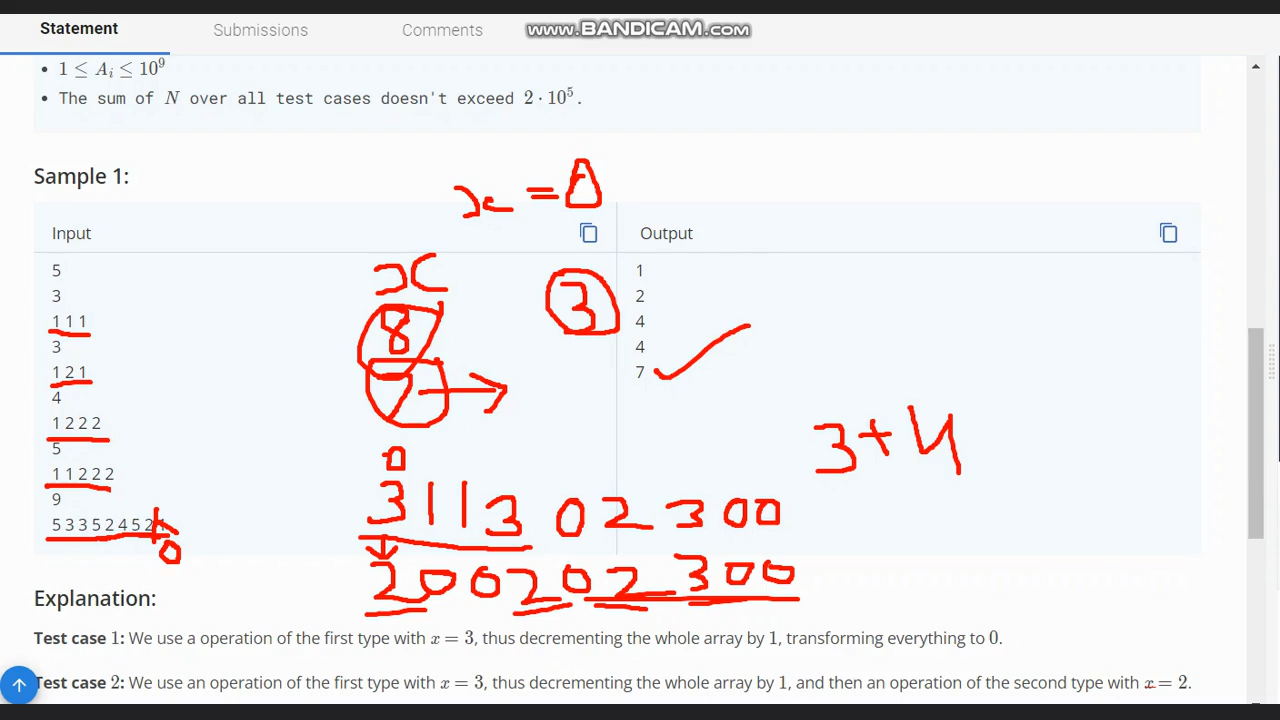 Statement Submissions Comments www.BANDICAM.com
• 1 ≤ Aᵢ ≤ 10⁹
• The sum of N over all test cases doesn't exceed 2 · 10⁵.
Sample 1:
x =
Input Output
5 1
3 2
1 1 1 4
3 4
1 2 1 7
4
1 2 2 2
5
1 1 2 2 2
9
5 3 3 5 2 4 5 2
0
x
8 3
7
3+4
0
3 1 1 3 0 2 3 0 0
2 0 0 2 0 2 3 0 0
Explanation:
Test case 1: We use a operation of the first type with x = 3, thus decrementing the whole array by 1, transforming everything to 0.
Test case 2: We use an operation of the first type with x = 3, thus decrementing the whole array by 1, and then an operation of the second type with x = 2.